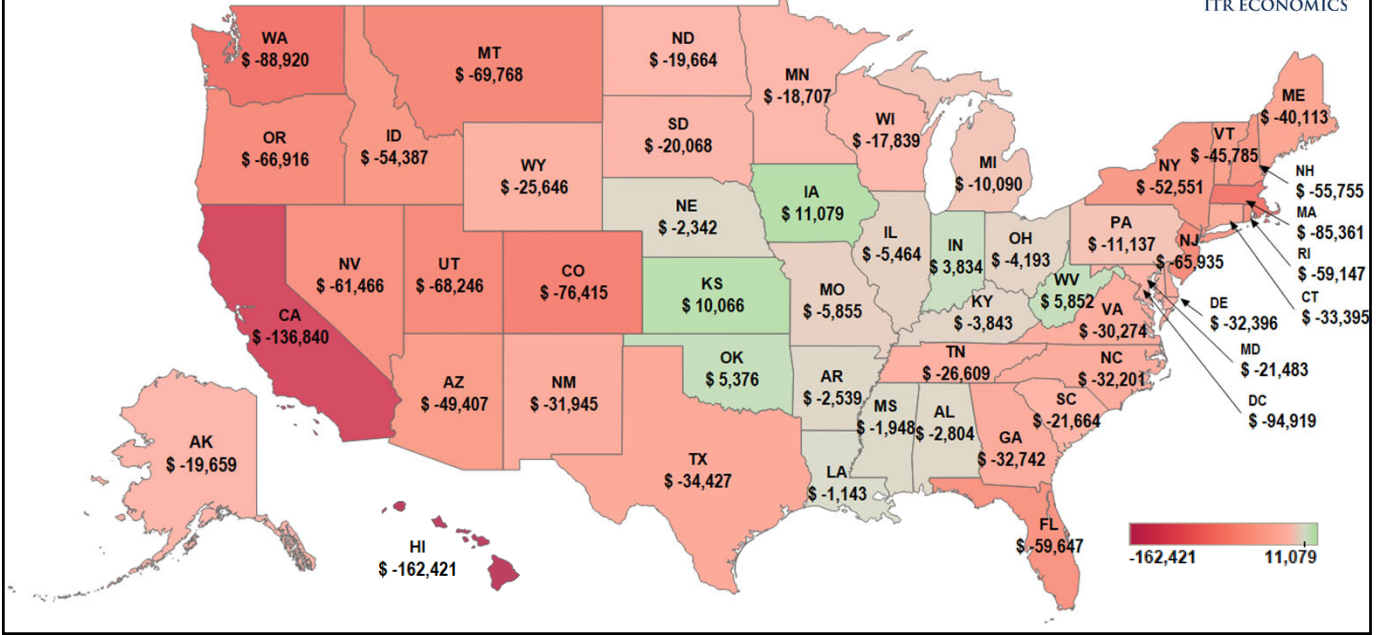 ITR ECONOMICS
WA
$ -88,920
MT
$ -69,768
ND
$ -19,664
MN
$ -18,707
OR
$ -66,916
ID
$ -54,387
WY
$ -25,646
SD
$ -20,068
WI
$ -17,839
MI
$ -10,090
ME
$ -40,113
VT
$ -45,785
NY
$ -52,551
NH
$ -55,755
MA
$ -85,361
RI
$ -59,147
CT
$ -33,395
NE
$ -2,342
IA
$ 11,079
IL
$ -5,464
IN
$ 3,834
OH
$ -4,193
PA
$ -11,137
NJ
$ -65,935
CA
$ -136,840
NV
$ -61,466
UT
$ -68,246
CO
$ -76,415
KS
$ 10,066
MO
$ -5,855
KY
$ -3,843
WV
$ 5,852
VA
$ -30,274
DE
$ -32,396
MD
$ -21,483
DC
$ -94,919
AZ
$ -49,407
NM
$ -31,945
OK
$ 5,376
AR
$ -2,539
TN
$ -26,609
NC
$ -32,201
SC
$ -21,664
MS
$ -1,948
AL
$ -2,804
GA
$ -32,742
AK
$ -19,659
HI
$ -162,421
TX
$ -34,427
LA
$ -1,143
FL
$ -59,647
-162,421
11,079